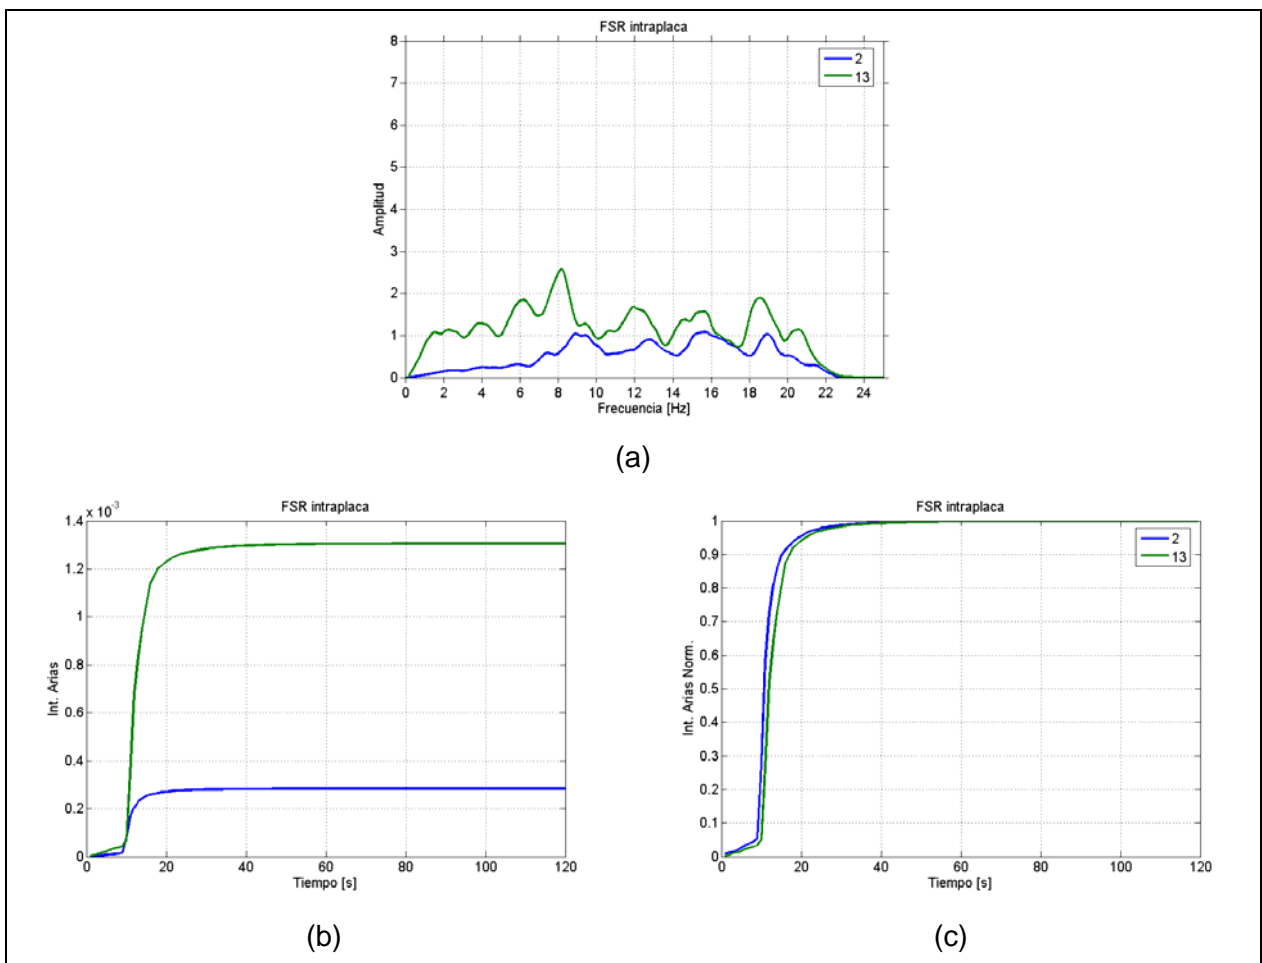 FSR intraplaca
8
7
6
5
4
3
2
1
0
Amplitud
2
13
0 2 4 6 8 10 12 14 16 18 20 22 24
Frecuencia [Hz]
(a)
FSR intraplaca
x 10-3
1.4
1.2
1
0.8
0.6
0.4
0.2
0
Int. Arias
0 20 40 60 80 100 120
Tiempo [s]
(b)
FSR intraplaca
1
0.9
0.8
0.7
0.6
0.5
0.4
0.3
0.2
0.1
0
Int. Arias Norm.
2
13
0 20 40 60 80 100 120
Tiempo [s]
(c)